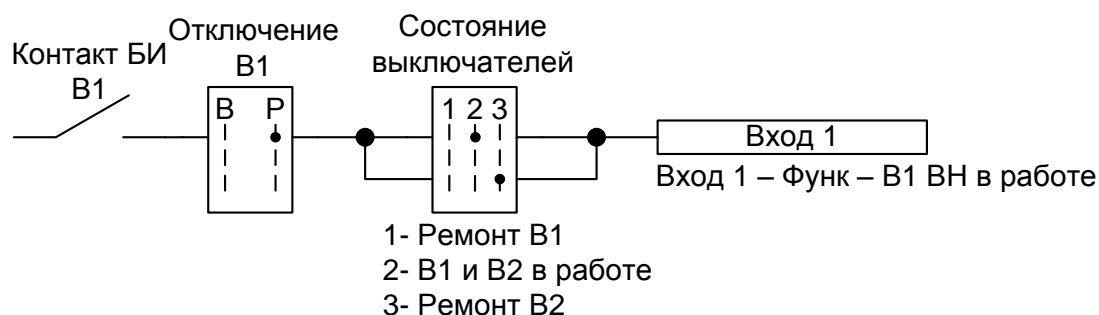 Контакт БИ
В1
Отключение
В1
В Р
Состояние
выключателей
1 2 3
1- Ремонт В1
2- В1 и В2 в работе
3- Ремонт В2
Вход 1
Вход 1 – Функ – В1 ВН в работе